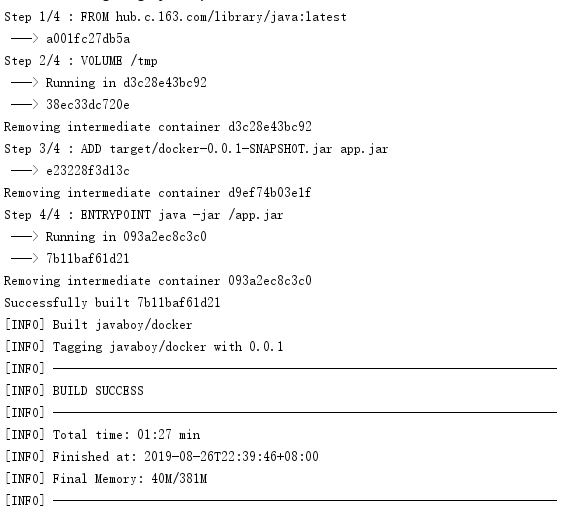 Step 1/4 : FROM hub.c.163.com/library/java:latest
---> a001fc27db5a
Step 2/4 : VOLUME /tmp
---> Running in d3c28e43bc92
---> 38ec33dc720e
Removing intermediate container d3c28e43bc92
Step 3/4 : ADD target/docker-0.0.1-SNAPSHOT.jar app.jar
---> e23228f3d13c
Removing intermediate container d9ef74b03e1f
Step 4/4 : ENTRYPOINT java -jar /app.jar
---> Running in 093a2ec8c3c0
---> 7b11baf61d21
Removing intermediate container 093a2ec8c3c0
Successfully built 7b11baf61d21
[INFO] Built javaboy/docker
[INFO] Tagging javaboy/docker with 0.0.1
[INFO] ------------------------------------------------------------------------
[INFO] BUILD SUCCESS
[INFO] ------------------------------------------------------------------------
[INFO] Total time: 01:27 min
[INFO] Finished at: 2019-08-26T22:39:46+08:00
[INFO] Final Memory: 40M/381M
[INFO] ------------------------------------------------------------------------